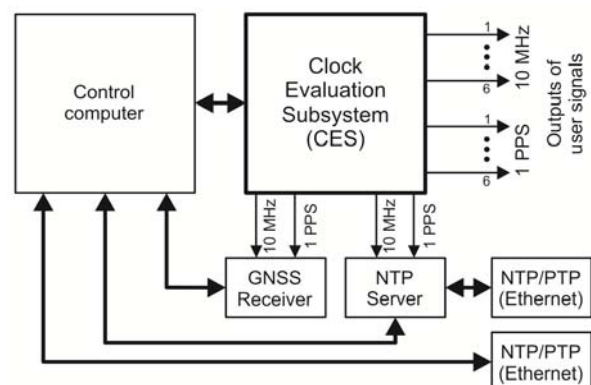 Control
computer
Clock
Evaluation
Subsystem
(CES)
1
6
10 MHz
1
6
1 PPS
Outputs of
user signals
10 MHz
1 PPS
10 MHz
1 PPS
GNSS
Receiver
NTP
Server
NTP/PTP
(Ethernet)
NTP/PTP
(Ethernet)